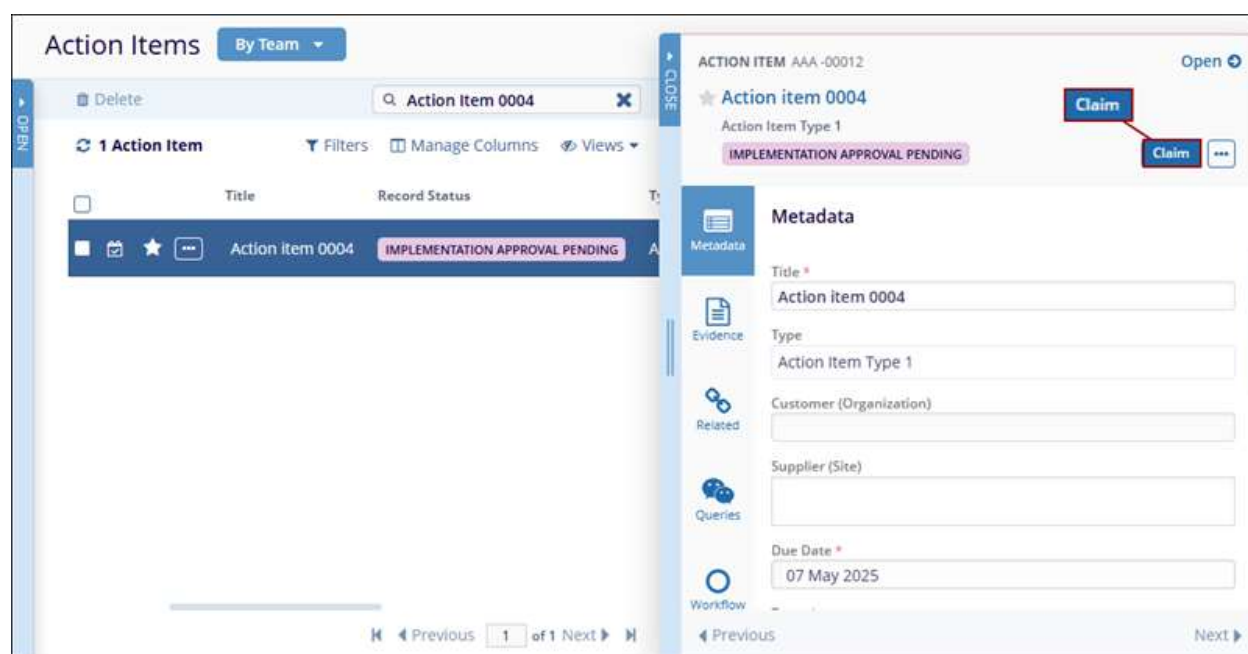 Action Items By Team
OPEN
Delete
Action Item 0004
1 Action Item Filters Manage Columns Views
Title Record Status
Action item 0004 IMPLEMENTATION APPROVAL PENDING A
Previous 1 of 1 Next
CLOSE
ACTION ITEM AAA -00012 Open
Action item 0004
Claim
Action Item Type 1
IMPLEMENTATION APPROVAL PENDING
Claim
Metadata
Evidence
Related
Queries
Workflow
Metadata
Title *
Action item 0004
Type
Action Item Type 1
Customer (Organization)
Supplier (Site)
Due Date *
07 May 2025
Previous Next